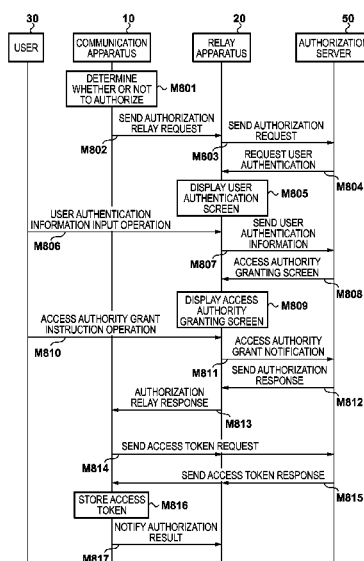 30
10
20
50
USER
COMMUNICATION
APPARATUS
RELAY
APPARATUS
AUTHORIZATION
SERVER
DETERMINE
WHETHER OR NOT
TO AUTHORIZE
M801
SEND AUTHORIZATION
RELAY REQUEST
M802
SEND AUTHORIZATION
REQUEST
M803
REQUEST USER
AUTHENTICATION
M804
DISPLAY USER
AUTHENTICATION
SCREEN
M805
USER AUTHENTICATION
INFORMATION INPUT OPERATION
M806
SEND USER
AUTHENTICATION
INFORMATION
M807
ACCESS AUTHORITY
GRANTING SCREEN
M808
DISPLAY ACCESS
AUTHORITY
GRANTING SCREEN
M809
ACCESS AUTHORITY GRANT
INSTRUCTION OPERATION
M810
ACCESS AUTHORITY
GRANT NOTIFICATION
M811
SEND AUTHORIZATION
RESPONSE
M812
AUTHORIZATION
RELAY RESPONSE
M813
SEND ACCESS TOKEN REQUEST
M814
SEND ACCESS TOKEN RESPONSE
M815
STORE ACCESS
TOKEN
M816
NOTIFY AUTHORIZATION
RESULT
M817